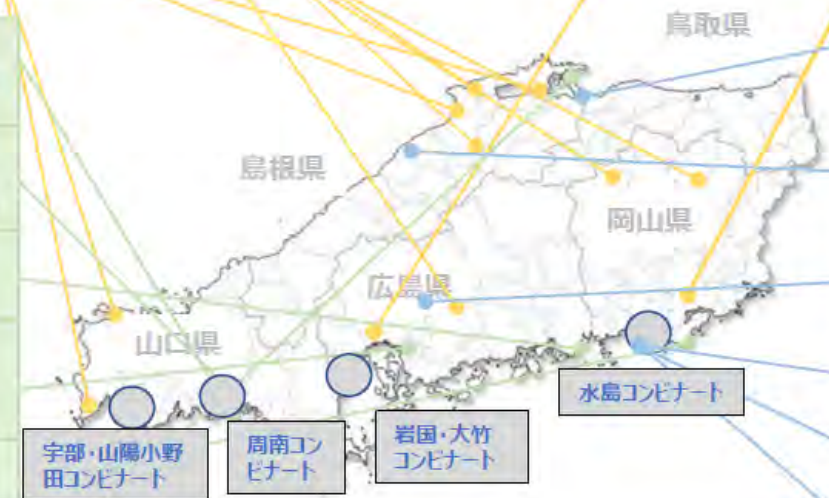 鳥取県
島根県
岡山県
広島県
山口県
水島コンビナート
岩国・大竹
コンビナート
周南コン
ビナート
宇部・山陽小野
田コンビナート